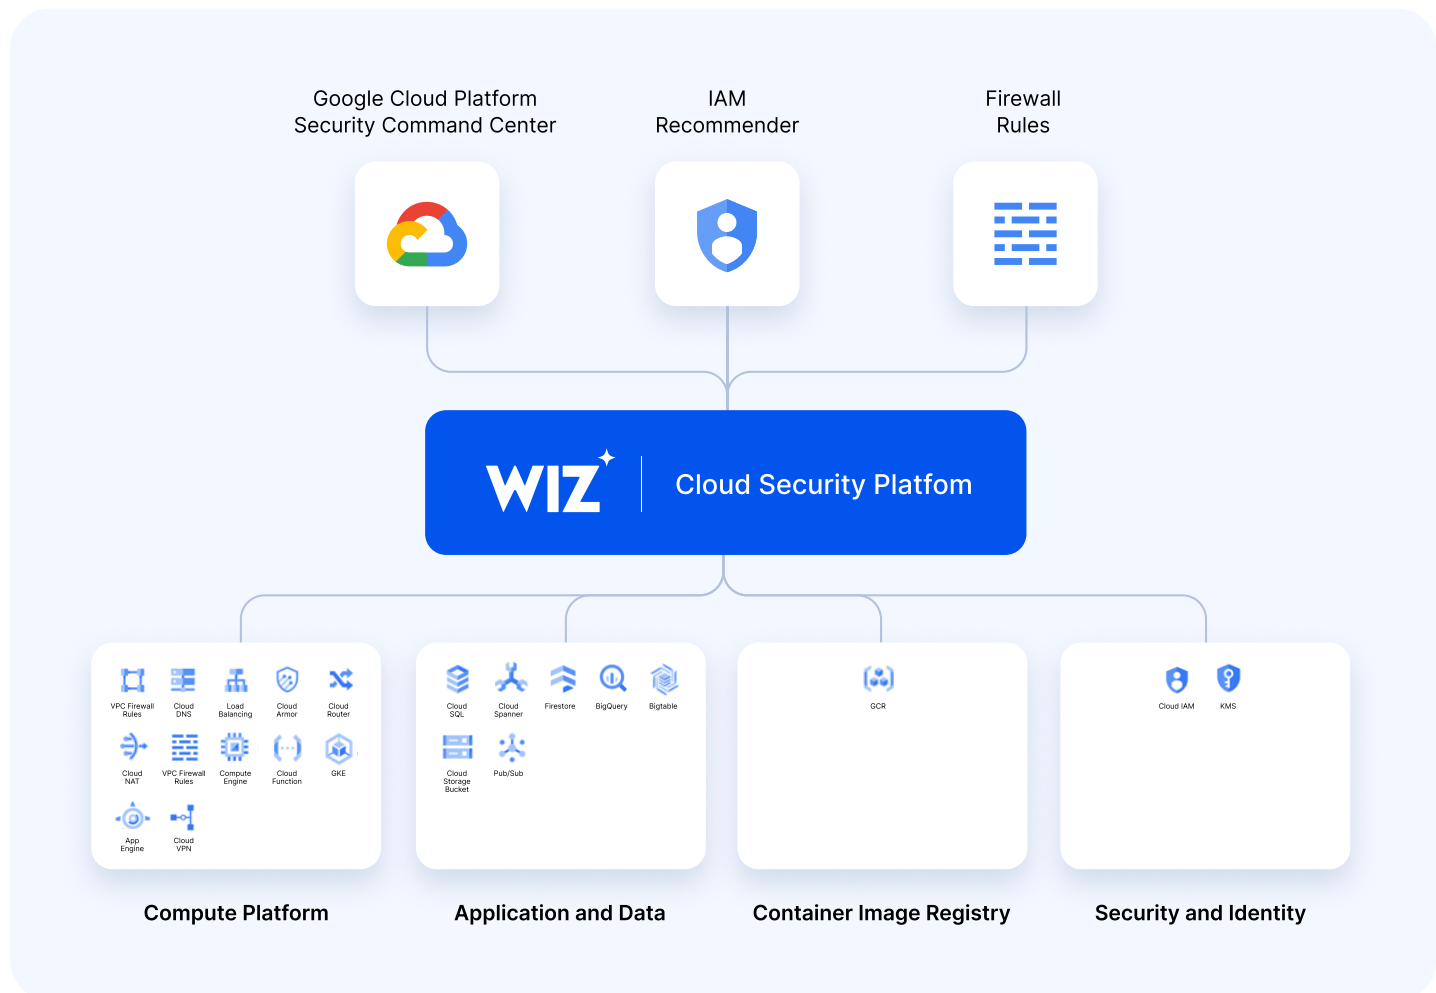 Google Cloud Platform
Security Command Center
IAM
Recommender
Firewall
Rules
WIZ
Cloud Security Platfom
VPC Firewall
Rules
Cloud
DNS
Load
Balancing
Cloud
Armor
Cloud
Router
Cloud
NAT
VPC Firewall
Rules
Compute
Engine
Cloud
Function
GKE
App
Engine
Cloud
VPN
Compute Platform
Cloud
SQL
Cloud
Spanner
Firestore
BigQuery
Bigtable
Cloud
Storage
Bucket
Pub/Sub
Application and Data
GCR
Container Image Registry
Cloud IAM
KMS
Security and Identity